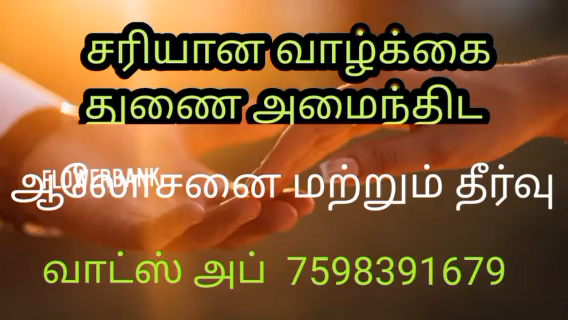 சரியான வாழ்க்கை
துணை அமைந்திட
FLOWERBANK
ஆலோசனை மற்றும் தீர்வு
வாட்ஸ் அப் 7598391679